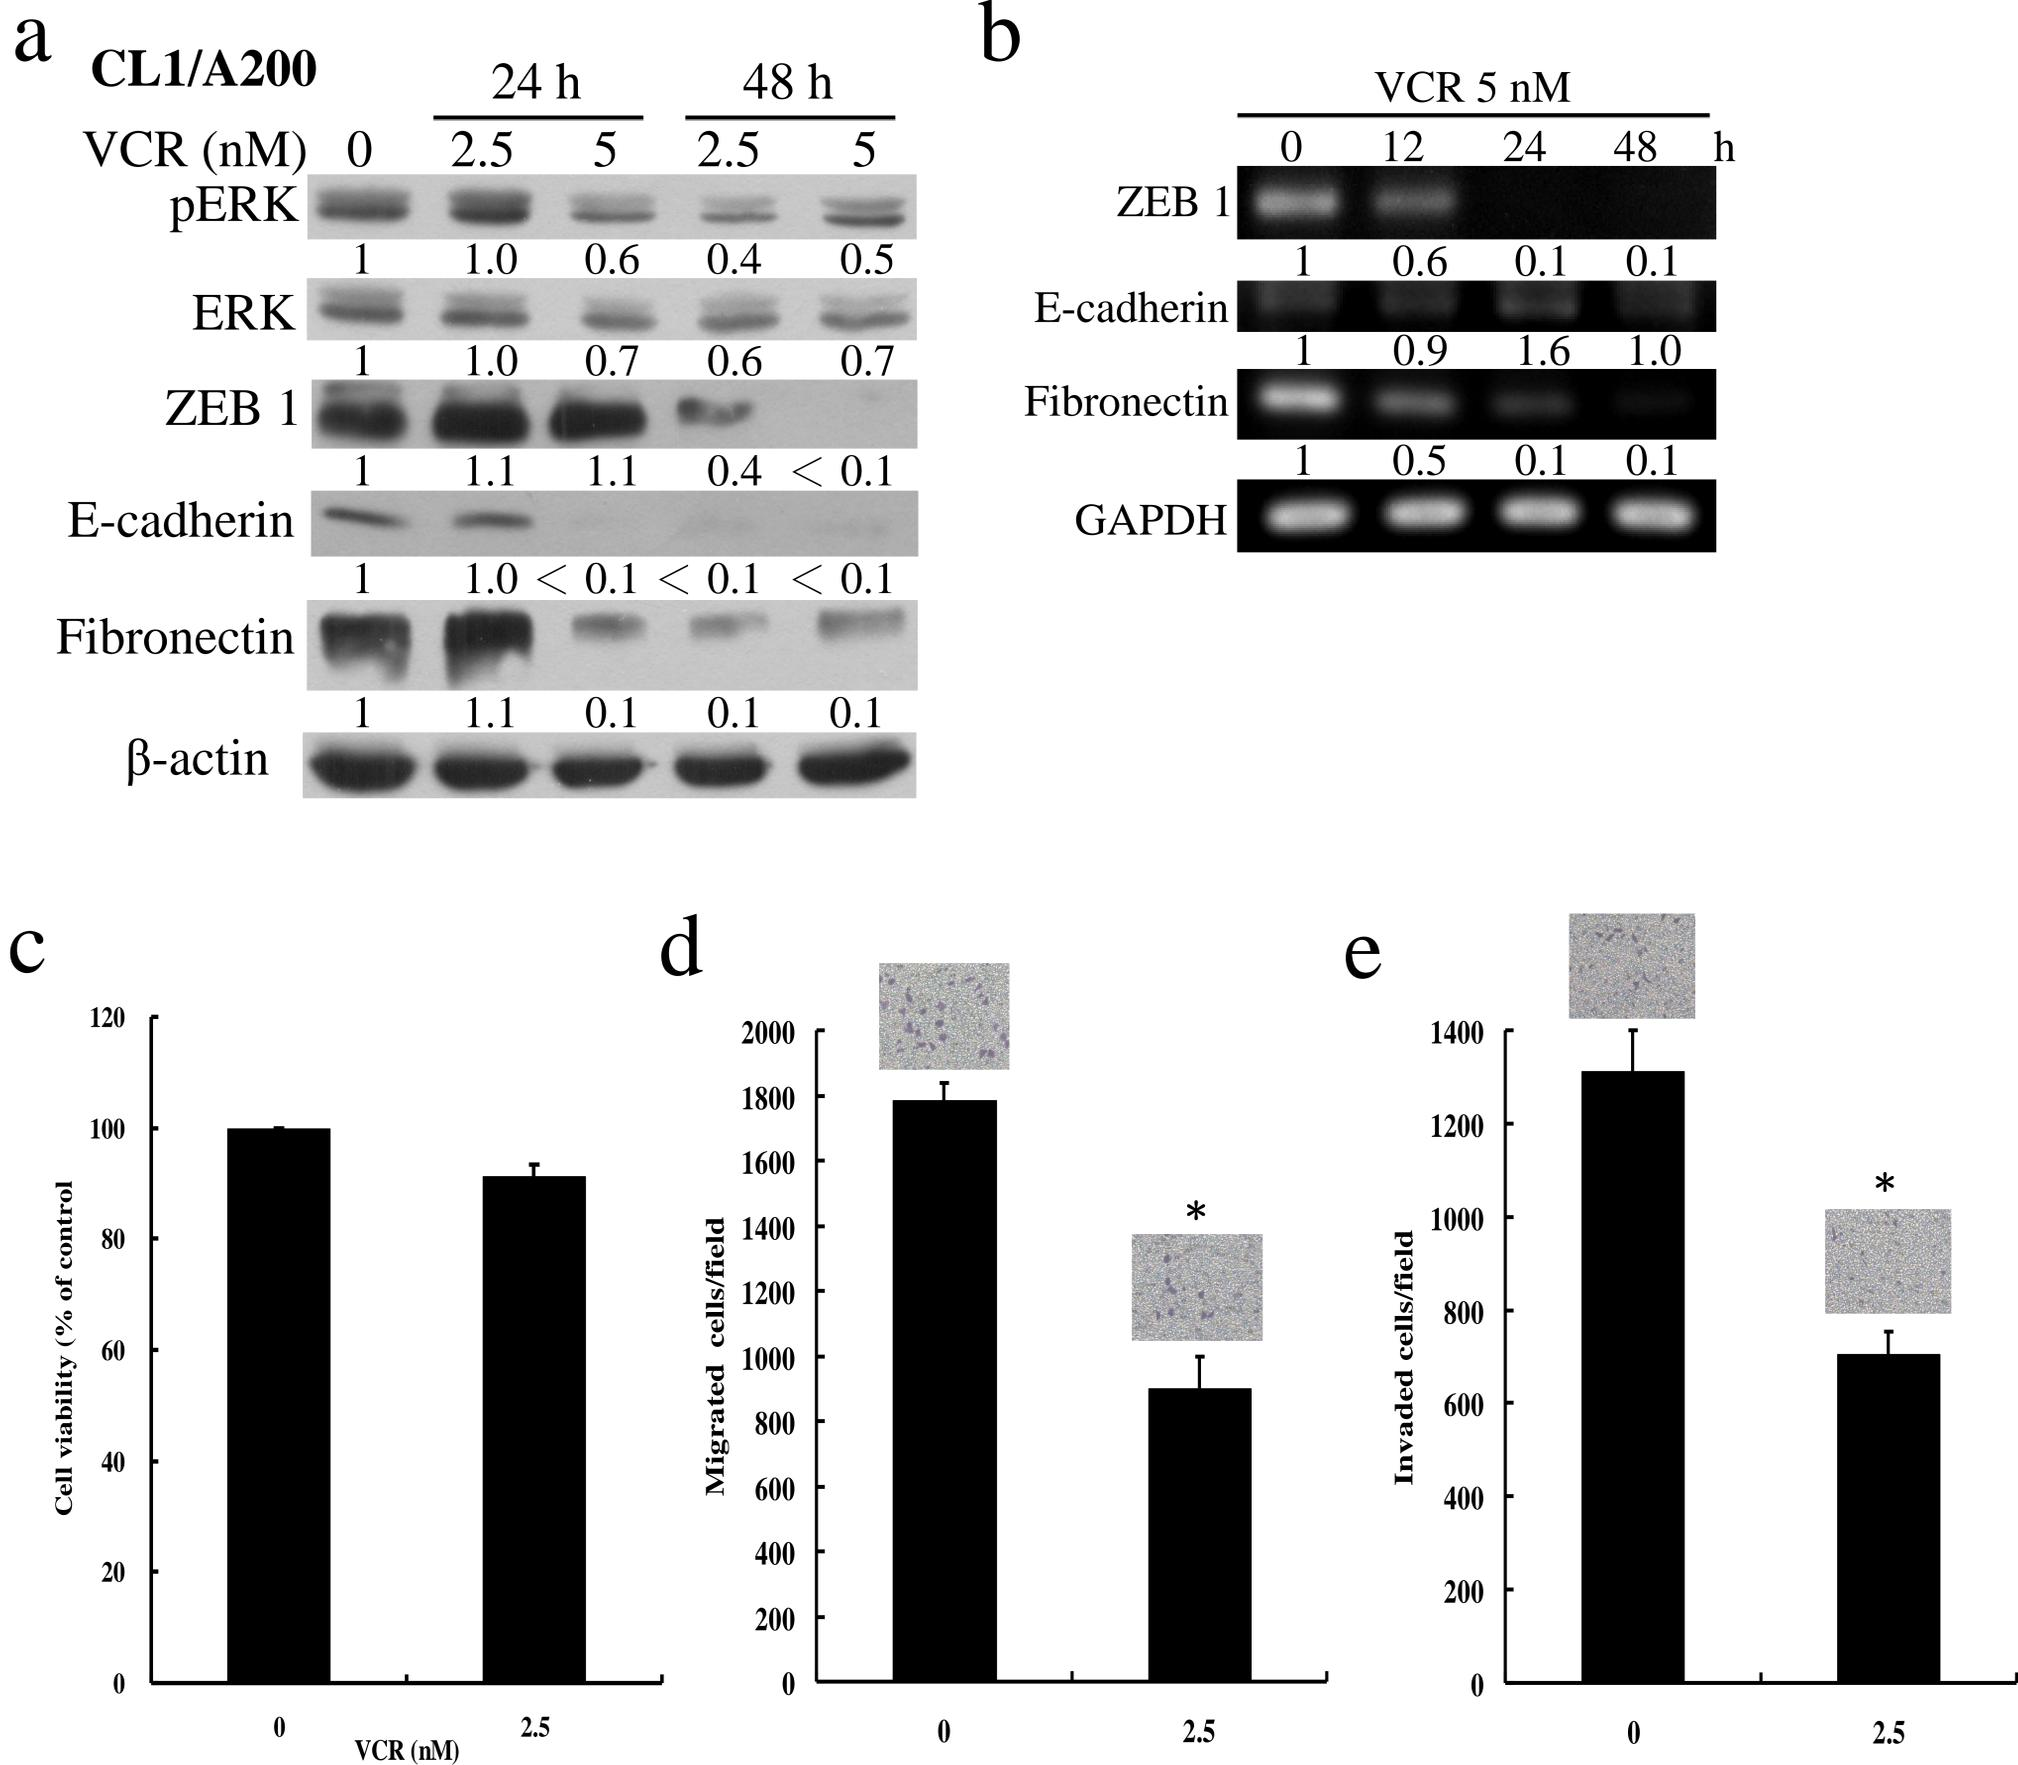 a
CL1/A200
24 h 48 h
VCR (nM) 0 2.5 5 2.5 5
pERK
1 1.0 0.6 0.4 0.5
ERK
1 1.0 0.7 0.6 0.7
ZEB 1
1 1.1 1.1 0.4 < 0.1
E-cadherin
1 1.0 < 0.1 < 0.1 < 0.1
Fibronectin
1 1.1 0.1 0.1 0.1
β-actin
b
VCR 5 nM
0 12 24 48 h
ZEB 1
1 0.6 0.1 0.1
E-cadherin
1 0.9 1.6 1.0
Fibronectin
1 0.5 0.1 0.1
GAPDH
c
Cell viability (% of control
120
100
80
60
40
20
0
0 2.5
VCR (nM)
d
Migrated cells/field
2000
1800
1600
1400
1200
1000
800
600
400
200
0
*
0 2.5
e
Invaded cells/field
1400
1200
1000
800
600
400
200
0
*
0 2.5